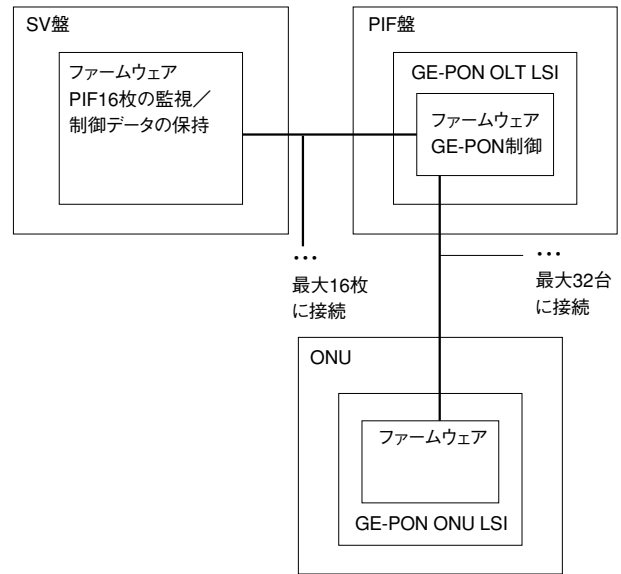 SV盤
ファームウェア
PIF16枚の監視／
制御データの保持
PIF盤
GE-PON OLT LSI
ファームウェア
GE-PON制御
…
最大16枚
に接続
…
最大32台
に接続
ONU
ファームウェア
GE-PON ONU LSI